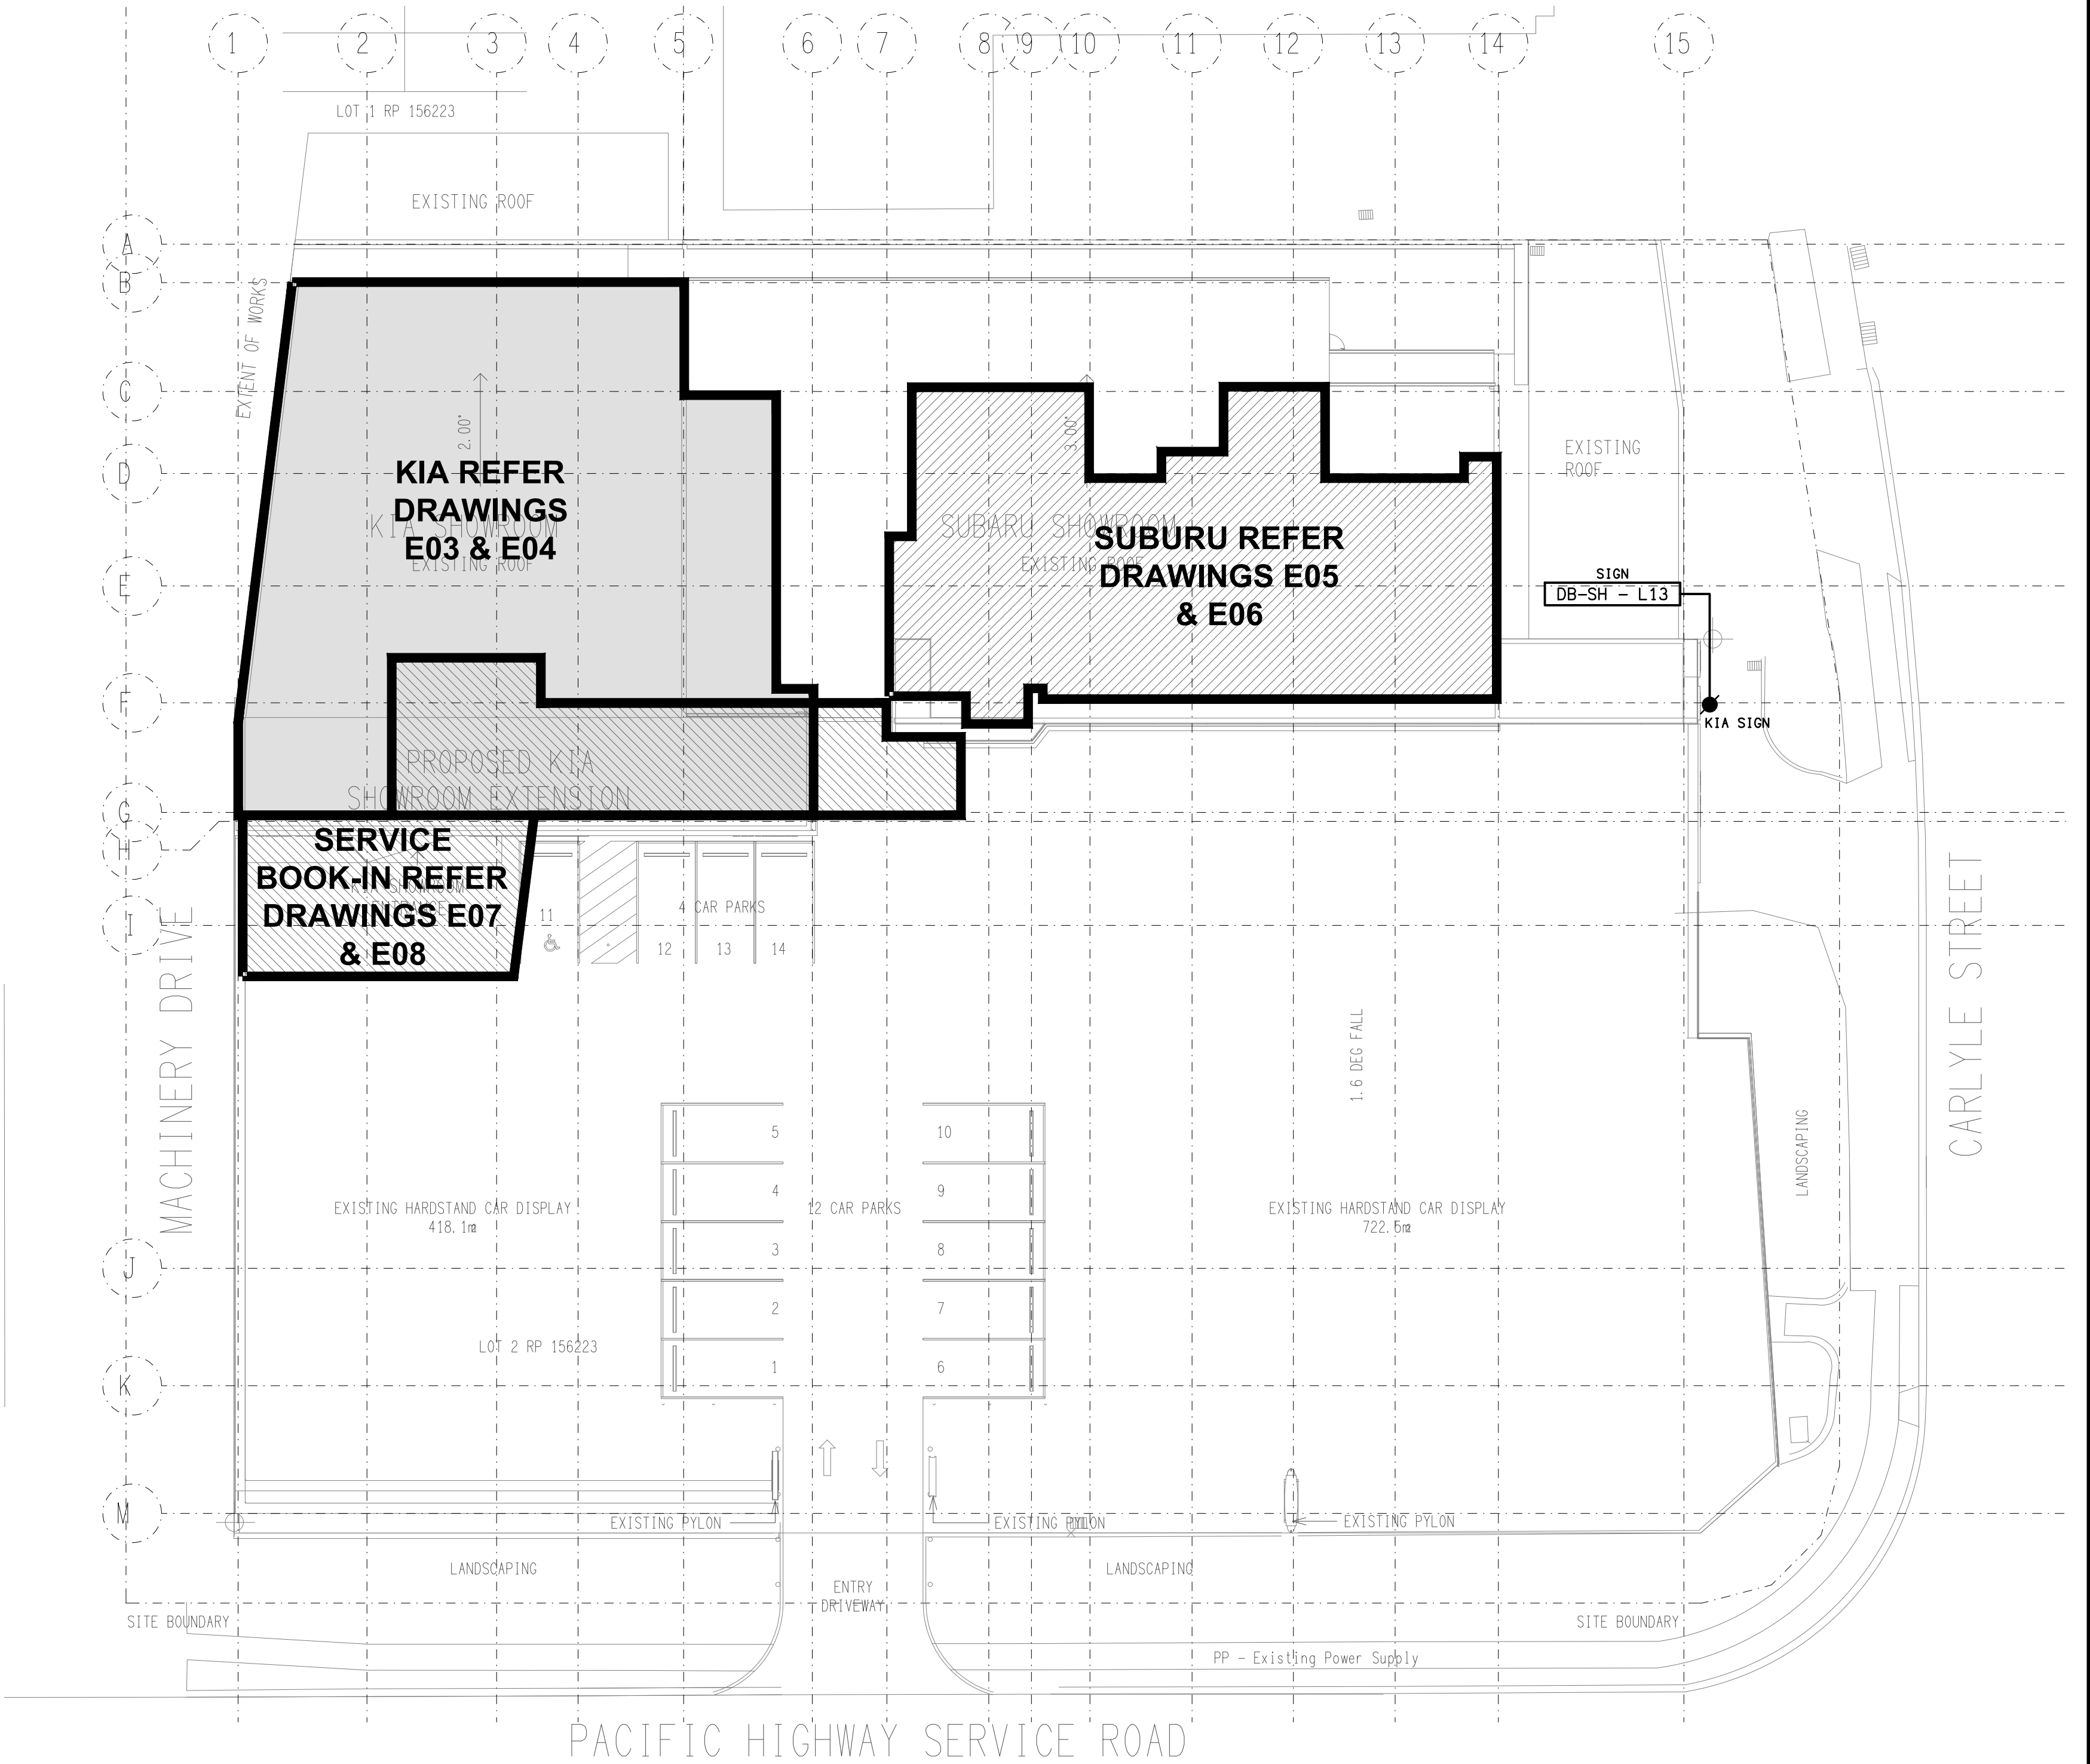 1 2 3 4 5 6 7 8 9 10 11 12 13 14 15
LOT 1 RP 156223
EXISTING ROOF
A
B
EXTENT OF WORKS
C
2.00°
3.00°
D
KIA REFER
DRAWINGS
E03 & E04
KIA SHOWROOM
EXISTING ROOF
SUBARU SHOWROOM
EXISTING ROOF
SUBURU REFER
DRAWINGS E05
& E06
EXISTING
ROOF
E
SIGN
DB-SH - L13
KIA SIGN
F
PROPOSED KIA
SHOWROOM EXTENSION
G
H
SERVICE
BOOK-IN REFER
DRAWINGS E07
& E08
KIA SHOWROOM
ENTRANCE
I
11
4 CAR PARKS
12 13 14
MACHINERY DRIVE
CARLYLE STREET
1.6 DEG FALL
LANDSCAPING
5
4
3
2
1
12 CAR PARKS
10
9
8
7
6
EXISTING HARDSTAND CAR DISPLAY
418.1m²
EXISTING HARDSTAND CAR DISPLAY
722.5m²
J
LOT 2 RP 156223
K
M
EXISTING PYLON
EXISTING PYLON
EXISTING PYLON
LANDSCAPING
LANDSCAPING
ENTRY
DRIVEWAY
SITE BOUNDARY
SITE BOUNDARY
PP - Existing Power Supply
PACIFIC HIGHWAY SERVICE ROAD